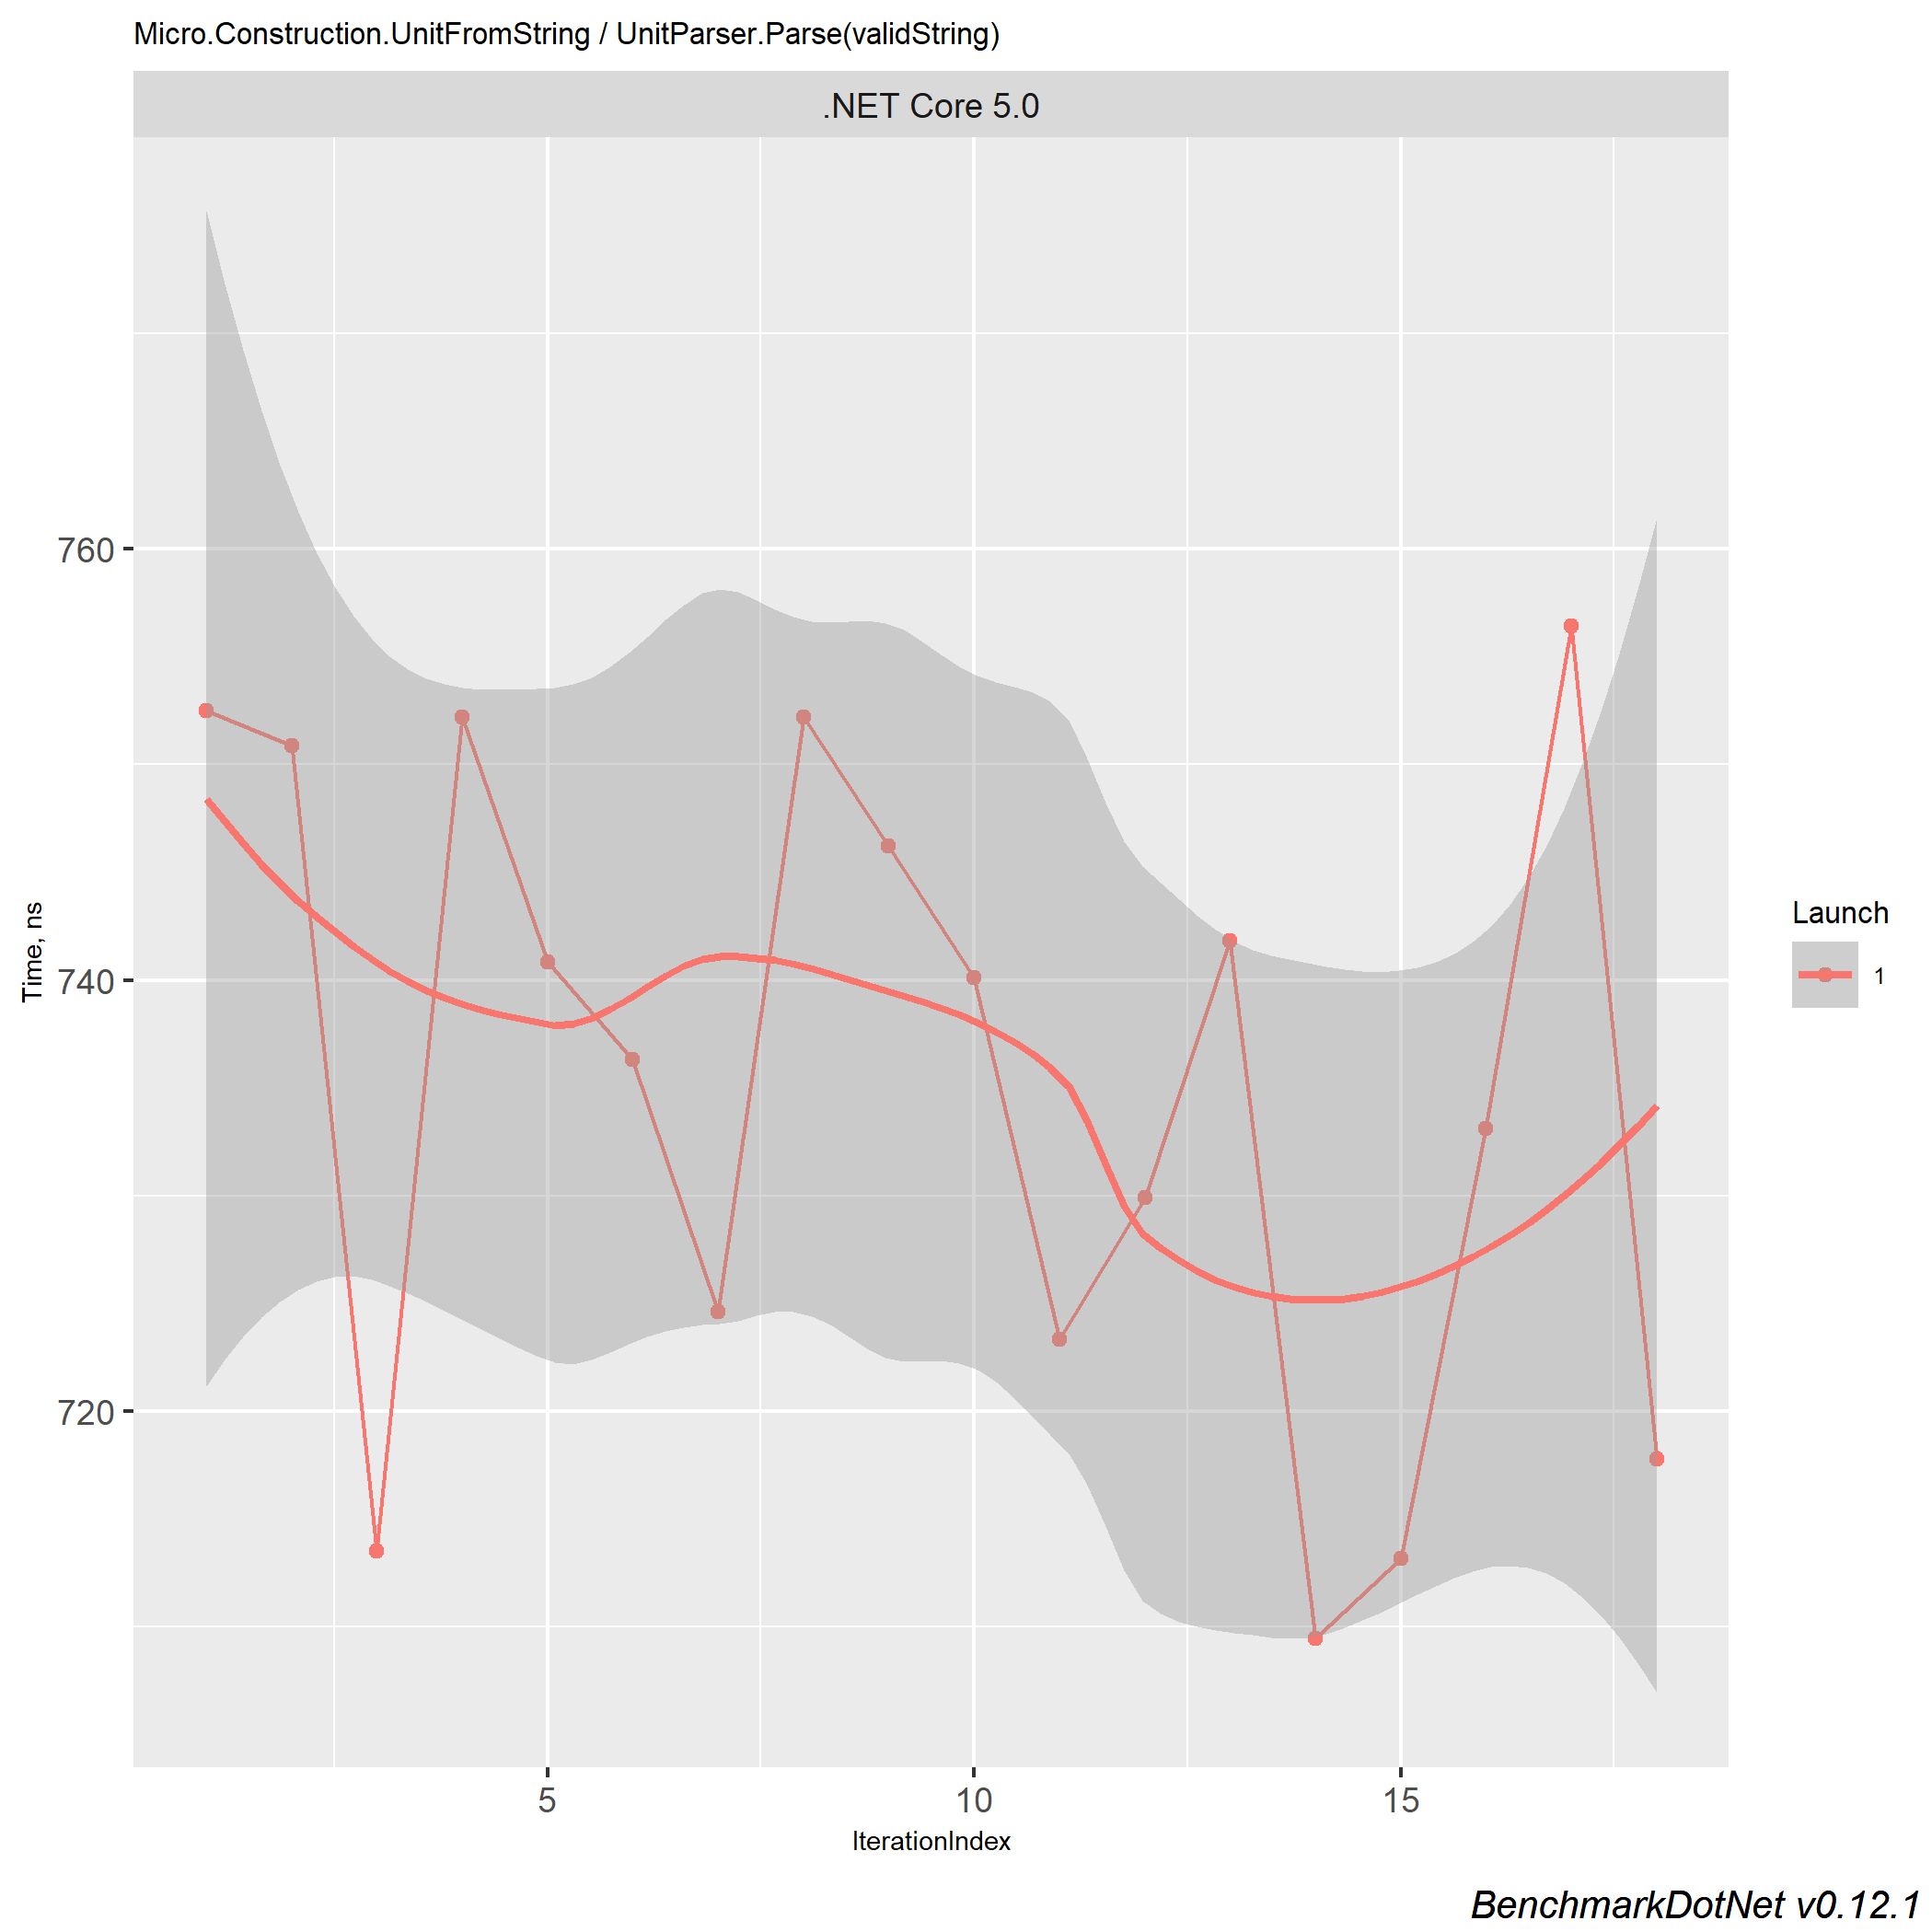 Micro.Construction.UnitFromString / UnitParser.Parse(validString)
.NET Core 5.0
760
740
720
Time, ns
5
10
15
IterationIndex
Launch
1
BenchmarkDotNet v0.12.1